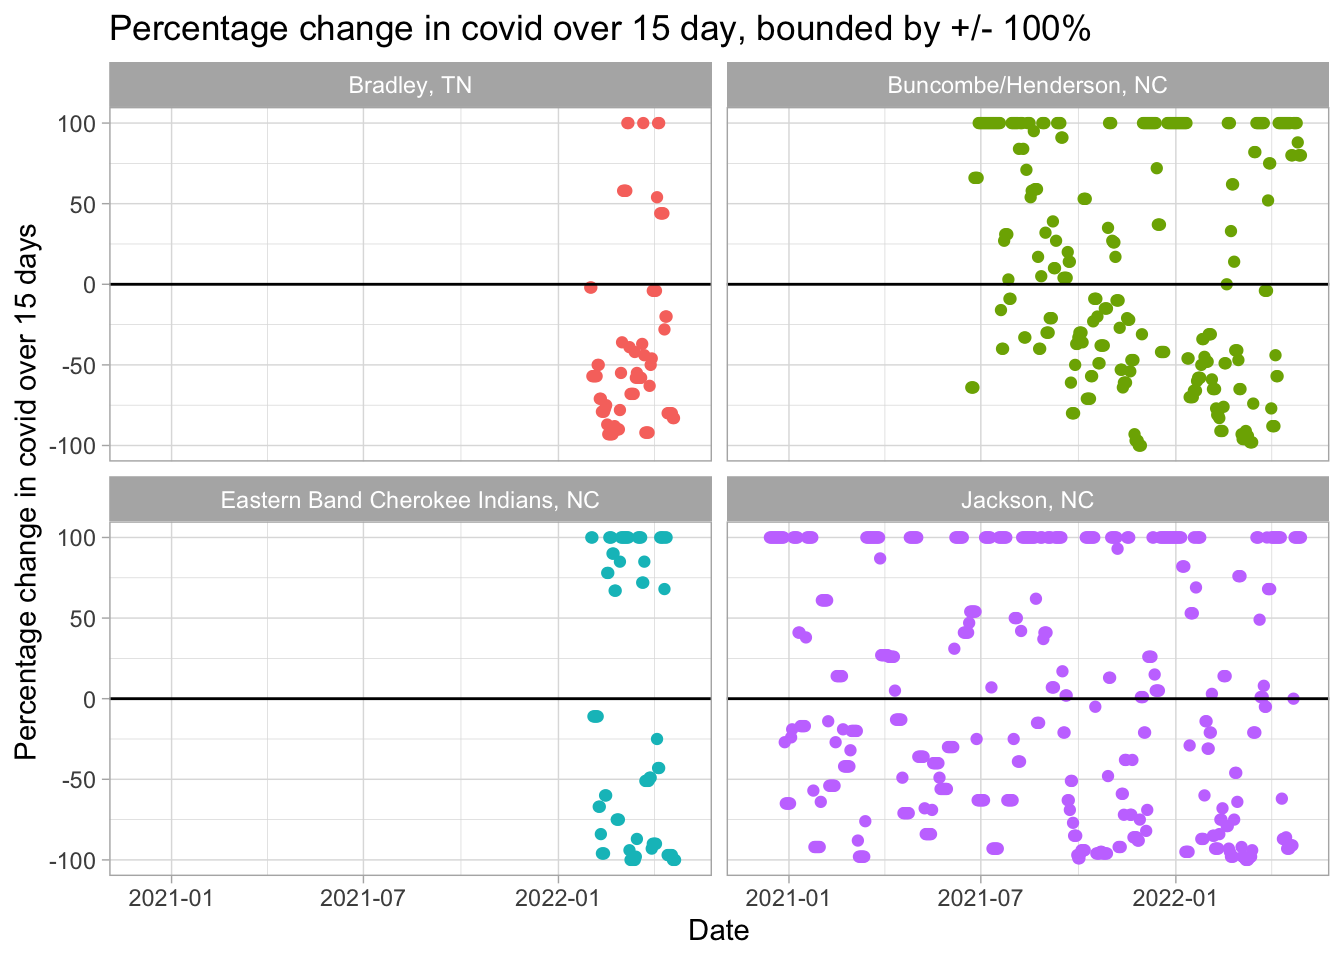 Percentage change in covid over 15 day, bounded by +/- 100%
Bradley, TN
Buncombe/Henderson, NC
100
50
0
-50
-100
Eastern Band Cherokee Indians, NC
Jackson, NC
100
50
0
-50
-100
Percentage change in covid over 15 days
2021-01
2021-07
2022-01
2021-01
2021-07
2022-01
Date